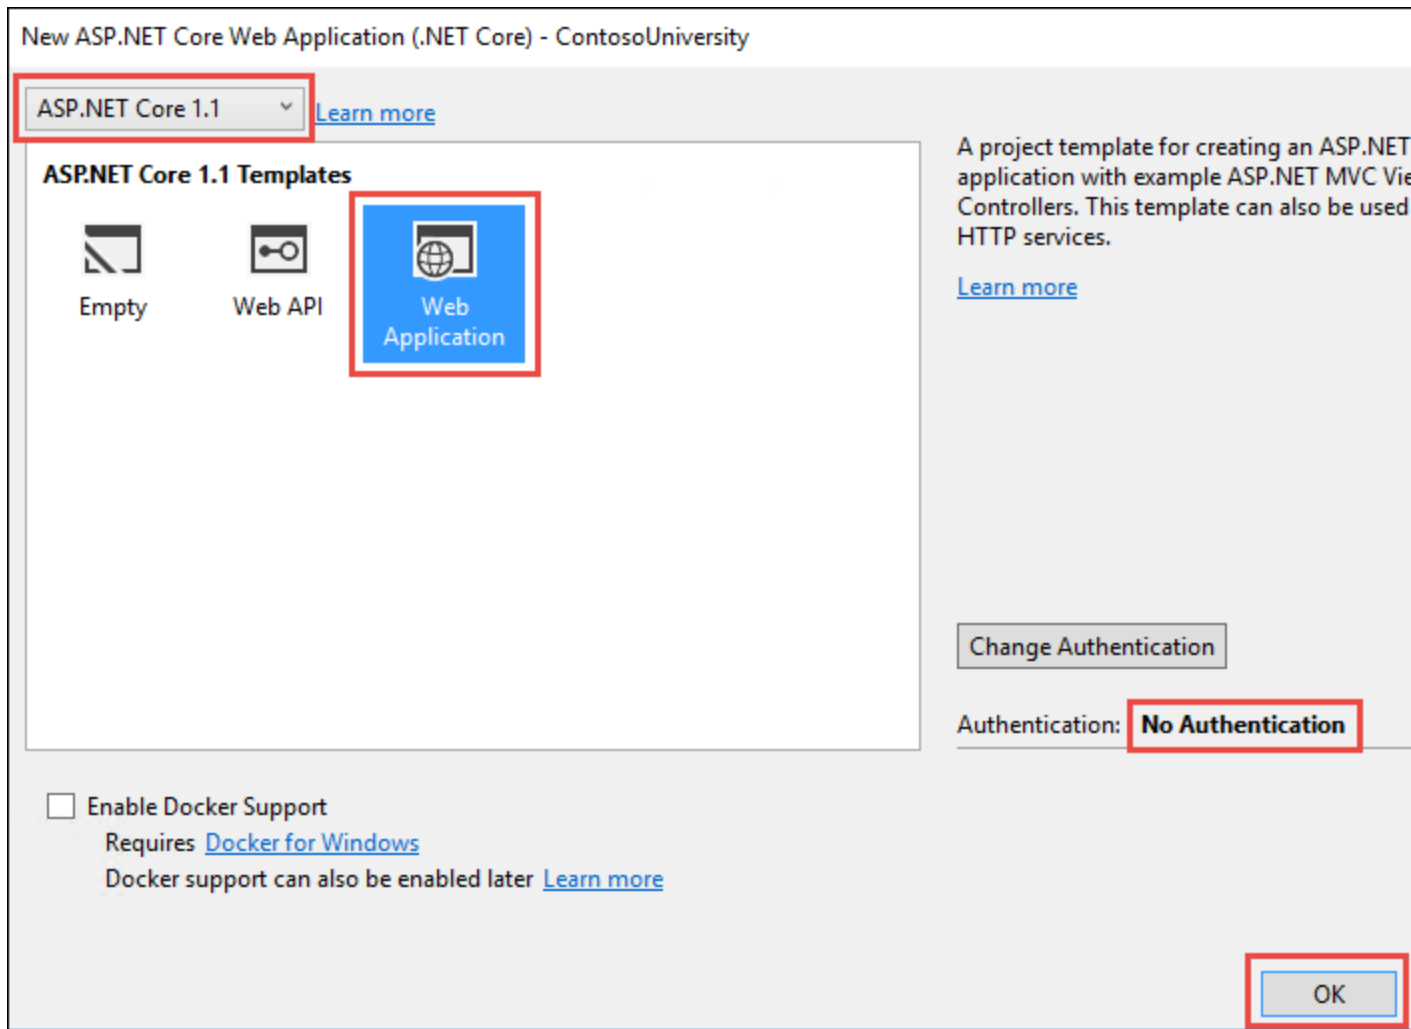 New ASP.NET Core Web Application (.NET Core) - ContosoUniversity
ASP.NET Core 1.1
Learn more
ASP.NET Core 1.1 Templates
Empty
Web API
Web
Application
A project template for creating an ASP.NET
application with example ASP.NET MVC Vie
Controllers. This template can also be used
HTTP services.
Learn more
Change Authentication
Authentication: No Authentication
Enable Docker Support
Requires Docker for Windows
Docker support can also be enabled later Learn more
OK